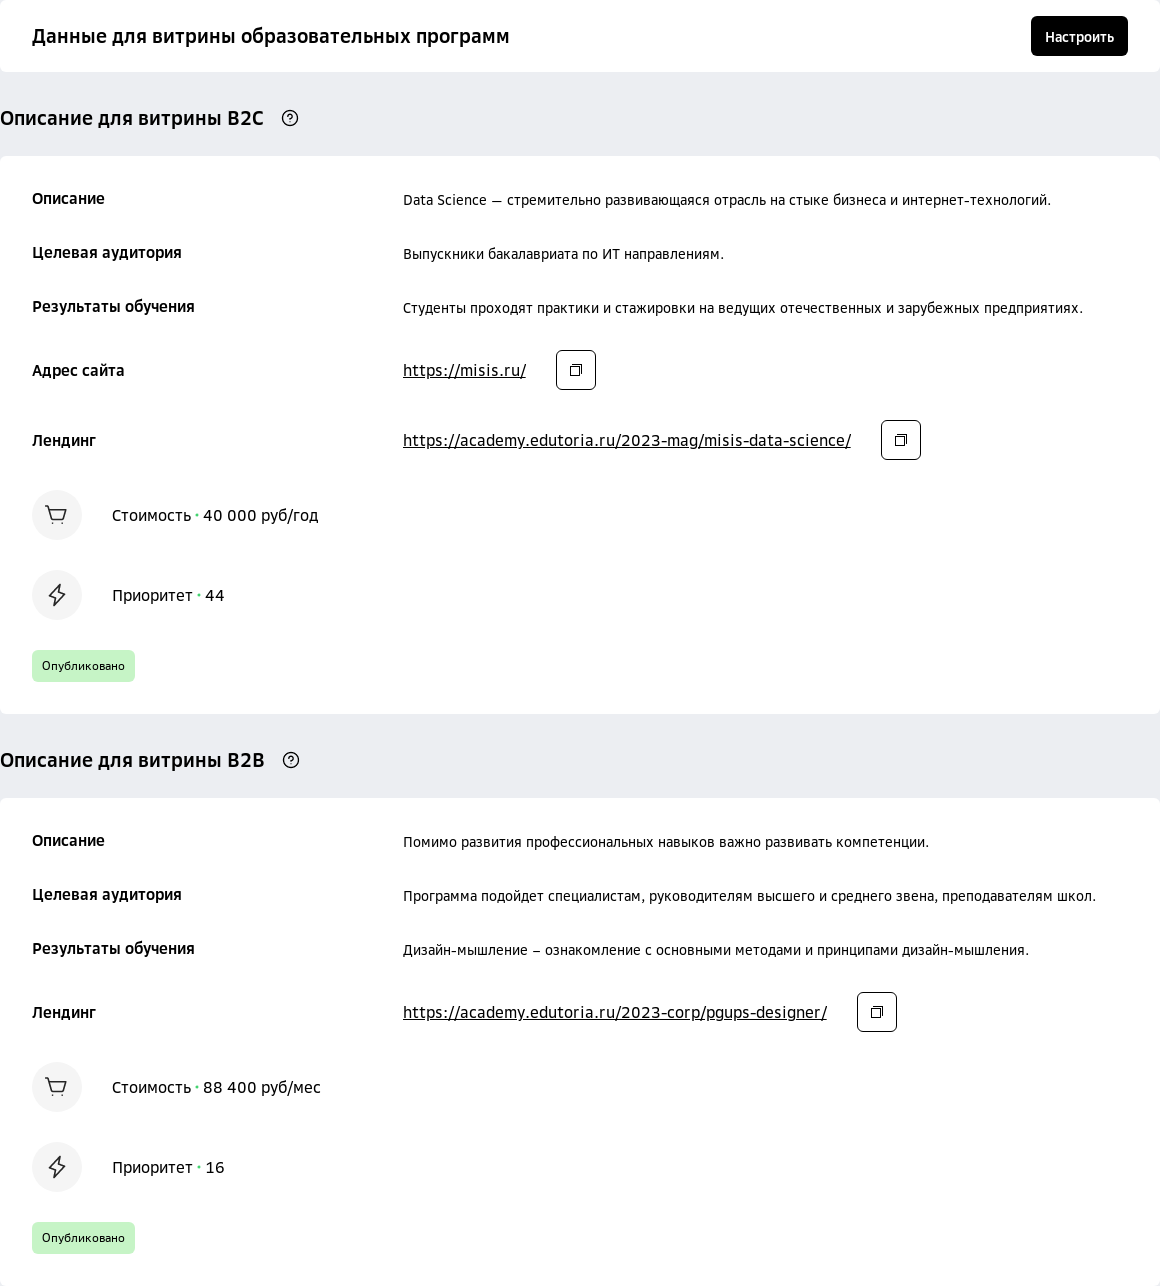 Данные для витрины образовательных программ
Настроить
Описание для витрины B2C
Описание
Data Science — стремительно развивающаяся отрасль на стыке бизнеса и интернет-технологий.
Целевая аудитория
Выпускники бакалавриата по ИТ направлениям.
Результаты обучения
Студенты проходят практики и стажировки на ведущих отечественных и зарубежных предприятиях.
Адрес сайта
https://misis.ru/
Лендинг
https://academy.edutoria.ru/2023-mag/misis-data-science/
Стоимость • 40 000 руб/год
Приоритет • 44
Опубликовано
Описание для витрины B2B
Описание
Помимо развития профессиональных навыков важно развивать компетенции.
Целевая аудитория
Программа подойдет специалистам, руководителям высшего и среднего звена, преподавателям школ.
Результаты обучения
Дизайн-мышление – ознакомление с основными методами и принципами дизайн-мышления.
Лендинг
https://academy.edutoria.ru/2023-corp/pgups-designer/
Стоимость • 88 400 руб/мес
Приоритет • 16
Опубликовано